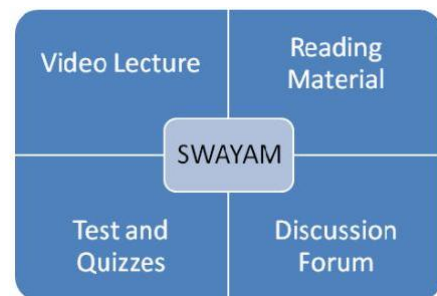 Video Lecture
Reading
Material
SWAYAM
Test and
Quizzes
Discussion
Forum